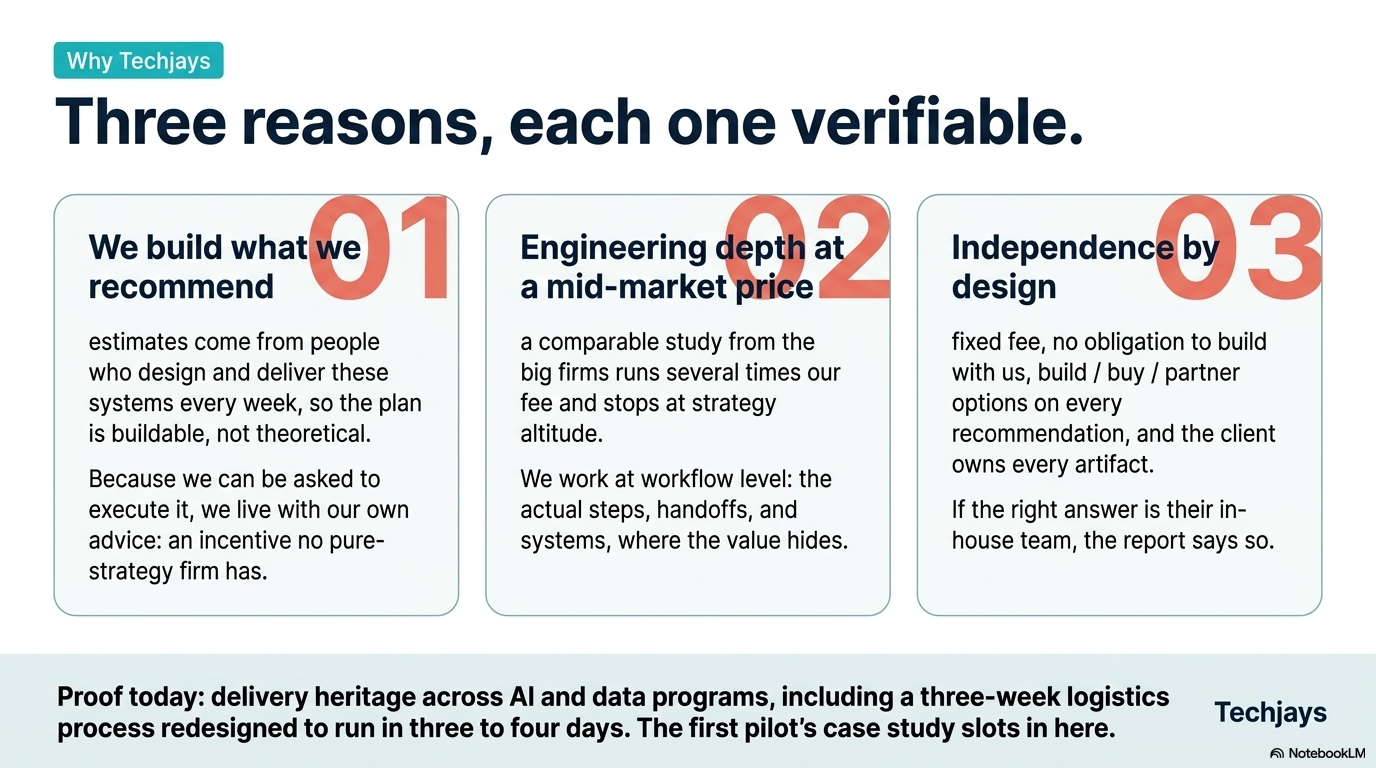 Why Techjays
Three reasons, each one verifiable.
01
We build what we
recommend
estimates come from people
who design and deliver these
systems every week, so the plan
is buildable, not theoretical.
Because we can be asked to
execute it, we live with our own
advice: an incentive no pure-
strategy firm has.
02
Engineering depth at
a mid-market price
a comparable study from the
big firms runs several times our
fee and stops at strategy
altitude.
We work at workflow level: the
actual steps, handoffs, and
systems, where the value hides.
03
Independence by
design
fixed fee, no obligation to build
with us, build / buy / partner
options on every
recommendation, and the client
owns every artifact.
If the right answer is their in-
house team, the report says so.
Proof today: delivery heritage across AI and data programs, including a three-week logistics
process redesigned to run in three to four days. The first pilot’s case study slots in here.
Techjays
NotebookLM